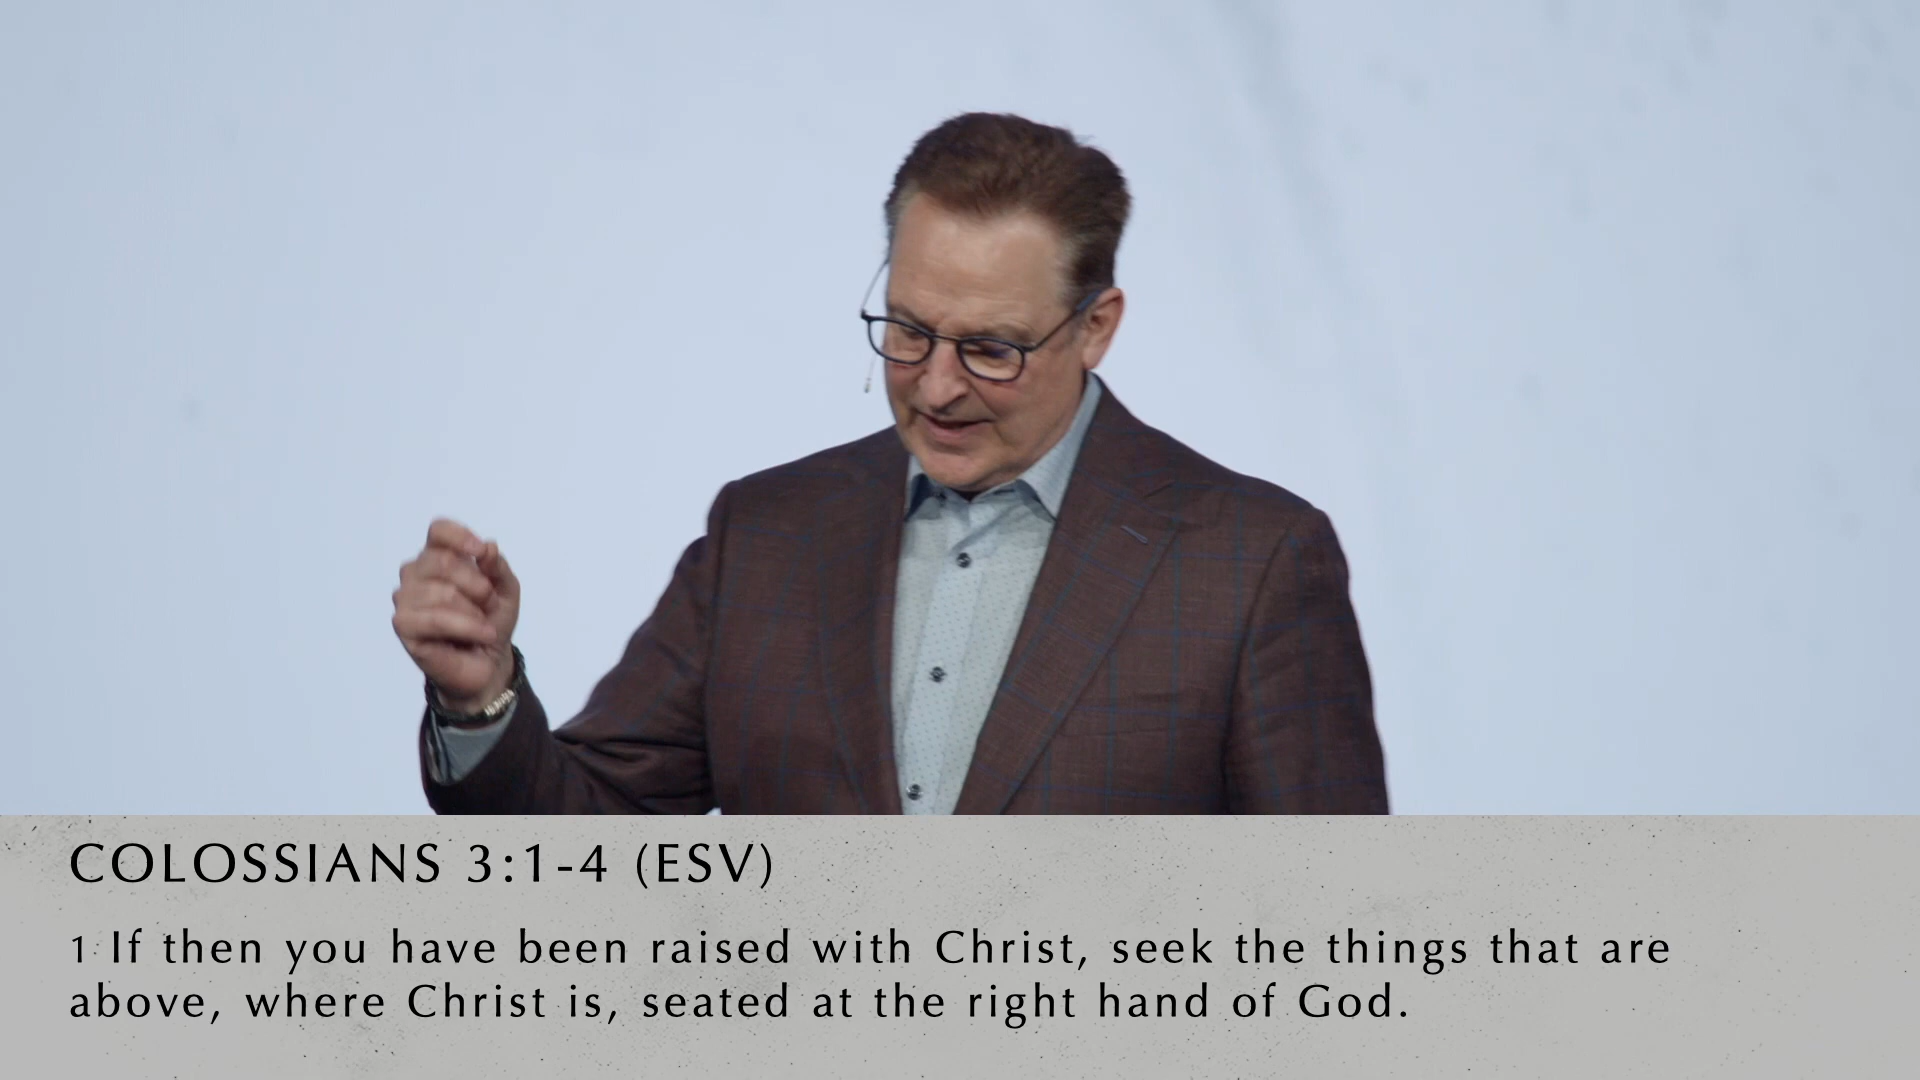 COLOSSIANS 3:1-4 (ESV)
1 If then you have been raised with Christ, seek the things that are
above, where Christ is, seated at the right hand of God.